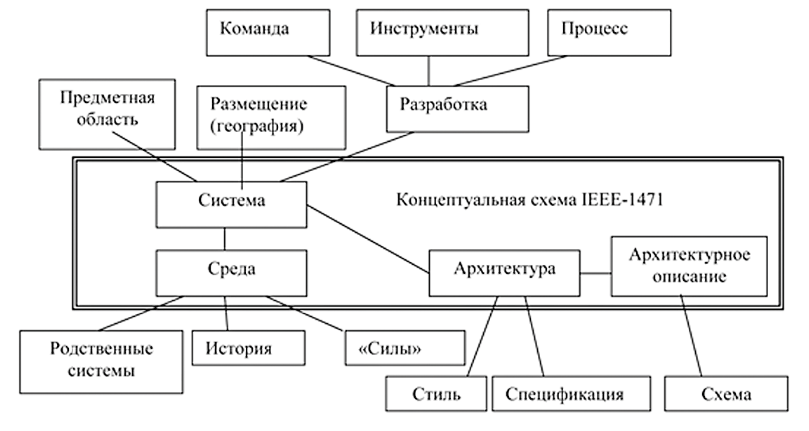 Команда
Инструменты
Процесс
Предметная
область
Размещение
(география)
Разработка
Система
Концептуальная схема IEEE-1471
Среда
Архитектура
Архитектурное
описание
Родственные
системы
История
«Силы»
Стиль
Спецификация
Схема